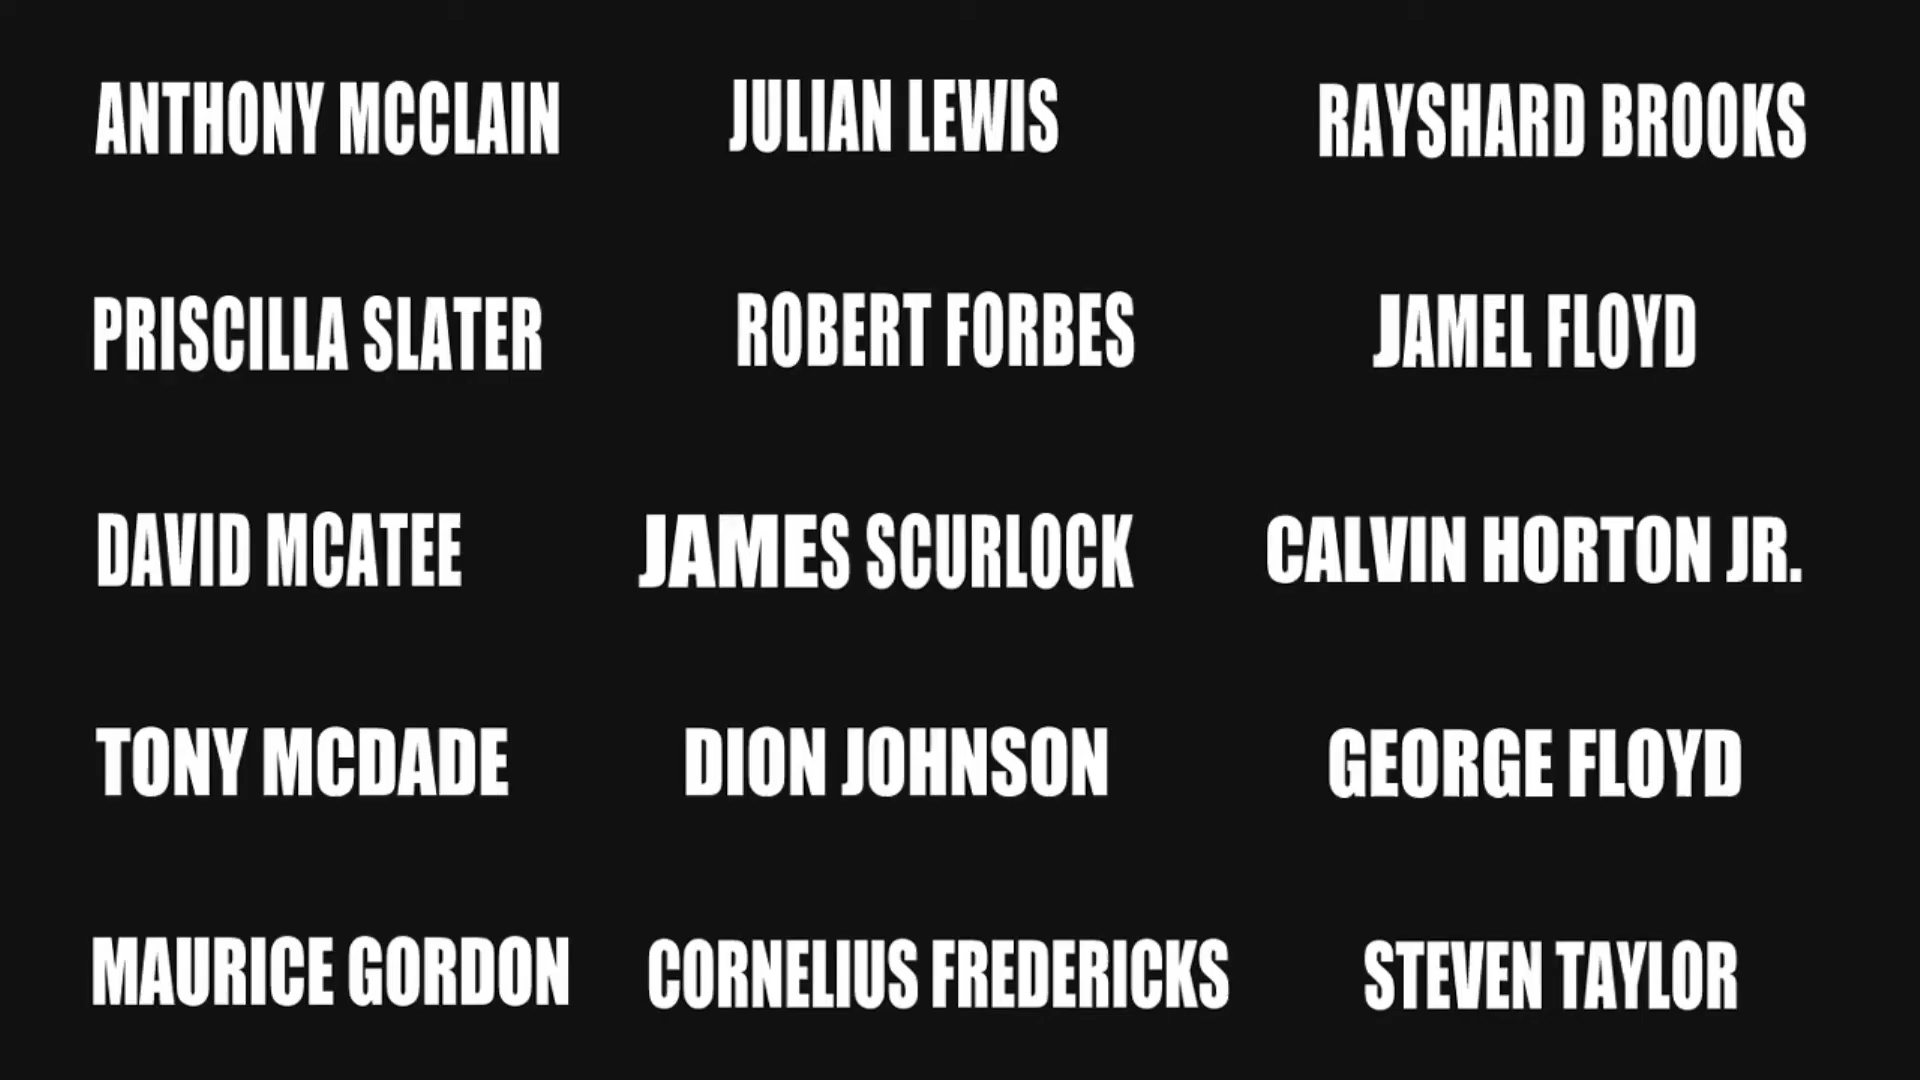 ANTHONY MCCLAIN JULIAN LEWIS RAYSHARD BROOKS
PRISCILLA SLATER ROBERT FORBES JAMEL FLOYD
DAVID MCATEE JAMES SCURLOCK CALVIN HORTON JR.
TONY MCDADE DION JOHNSON GEORGE FLOYD
MAURICE GORDON CORNELIUS FREDERICKS STEVEN TAYLOR